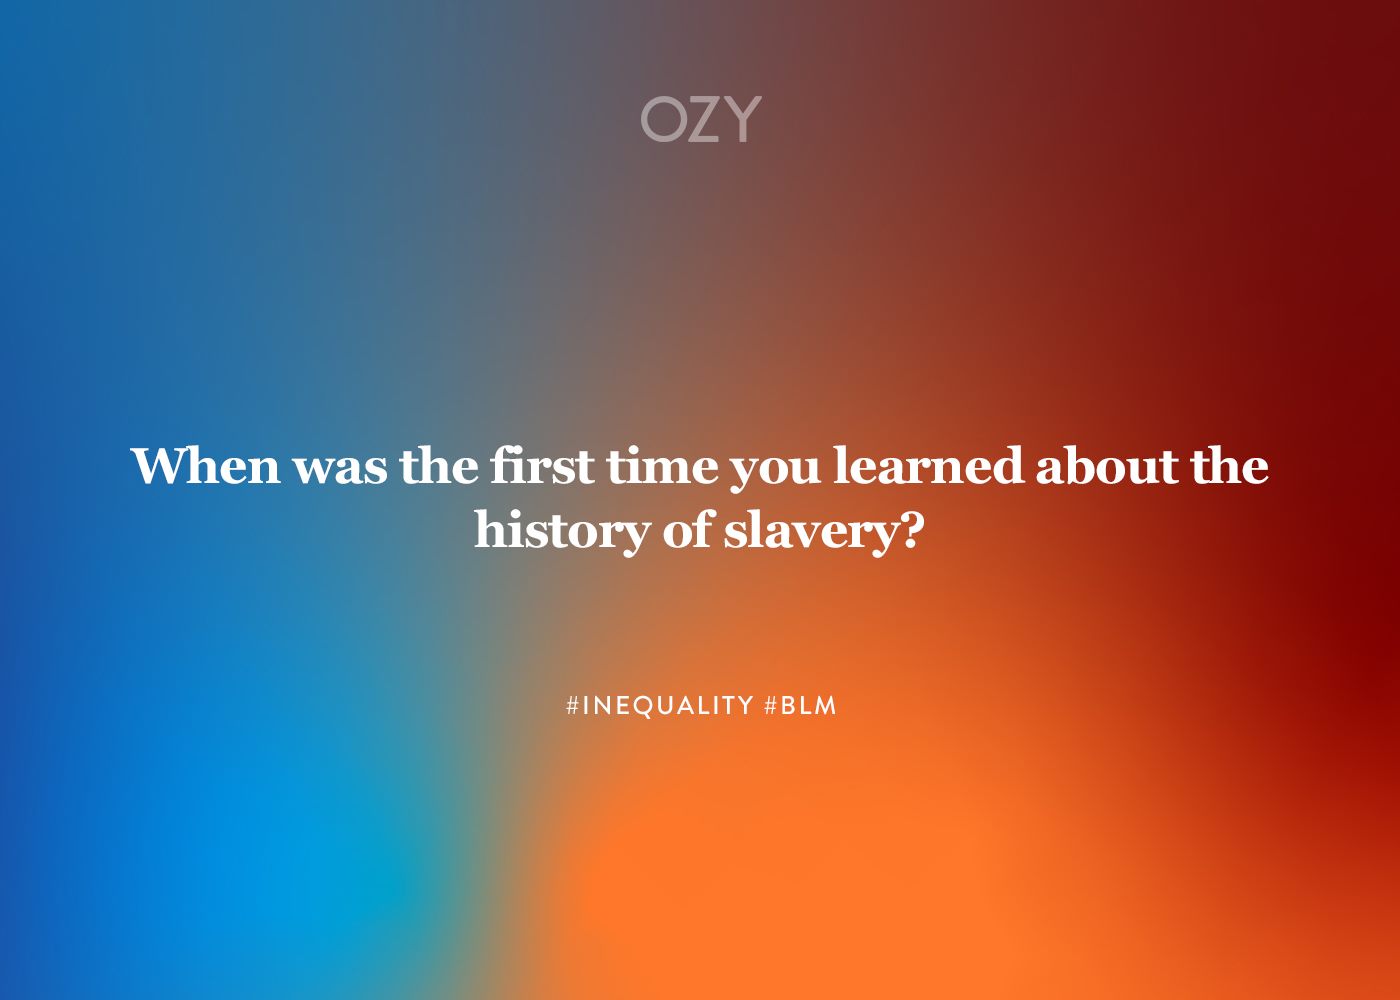 OZY
When was the first time you learned about the
history of slavery?
#INEQUALITY #BLM